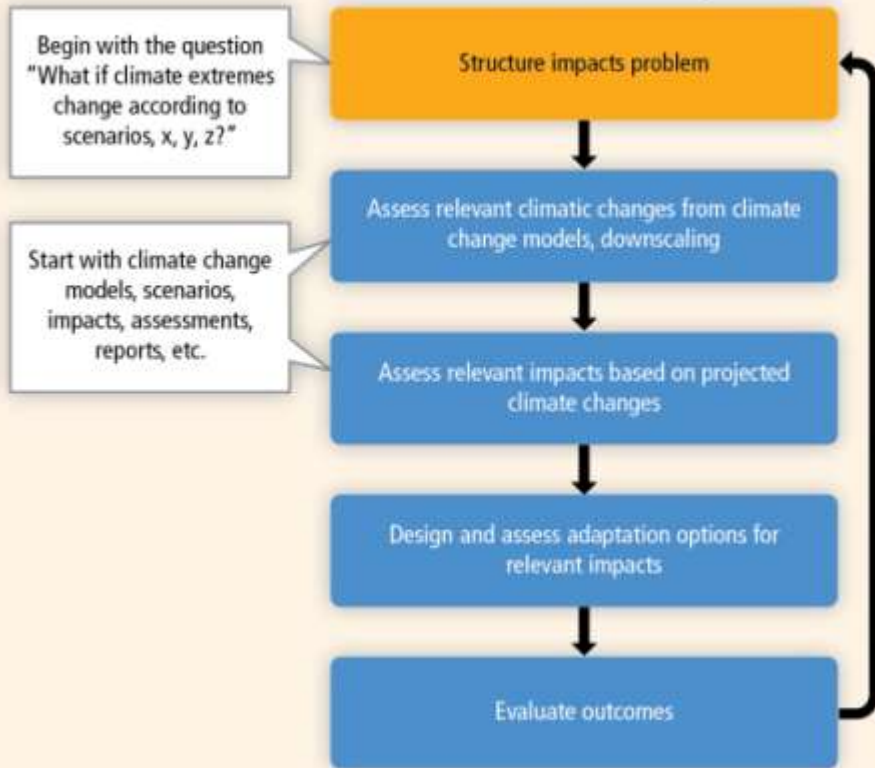 Begin with the question
"What if climate extremes
change according to
scenarios, x, y, z?"
Structure impacts problem
Assess relevant climatic changes from climate
change models, downscaling
Start with climate change
models, scenarios,
impacts, assessments,
reports, etc.
Assess relevant impacts based on projected
climate changes
Design and assess adaptation options for
relevant impacts
Evaluate outcomes